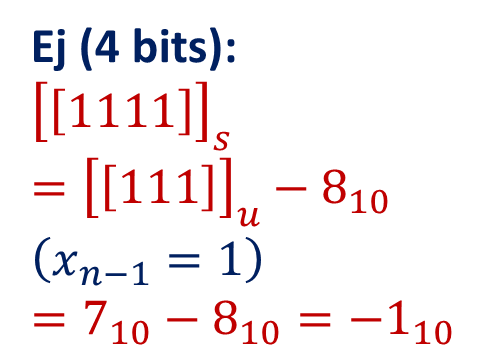 Ej (4 bits):
[[1111]]ₛ
= [[111]]ᵤ − 8₁₀
(xₙ₋₁ = 1)
= 7₁₀ − 8₁₀ = −1₁₀